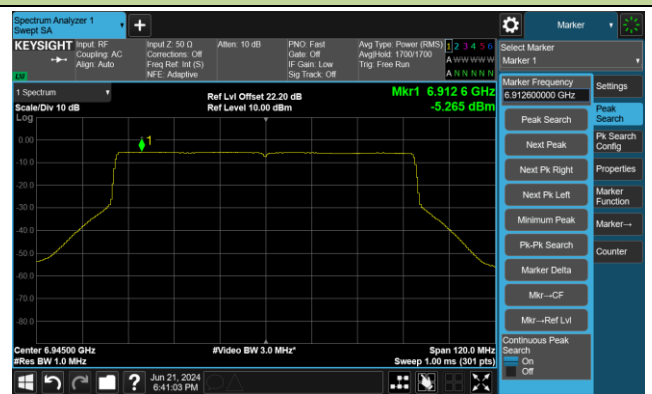 Spectrum Analyzer 1
Swept SA
Marker
KEYSIGHT
Input: RF
Coupling: AC
Align: Auto
Input Z: 50 Ω
Corrections: Off
Freq Ref: Int (S)
NFE: Adaptive
Atten: 10 dB
PNO: Fast
Gate: Off
IF Gain: Low
Sig Track: Off
Avg Type: Power (RMS)
Avg|Hold: 1700/1700
Trig: Free Run
1 2 3 4 5 6
A W W W W W
A N N N N N
LW
Select Marker
Marker 1
1 Spectrum
Scale/Div 10 dB
Log
Ref Lvl Offset 22.20 dB
Ref Level 10.00 dBm
Mkr1 6.912 6 GHz
-5.265 dBm
1
0.00
-10.0
-20.0
-30.0
-40.0
-50.0
-60.0
-70.0
-80.0
Center 6.94500 GHz
#Res BW 1.0 MHz
#Video BW 3.0 MHz*
Span 120.0 MHz
Sweep 1.00 ms (301 pts)
Marker Frequency
6.912600000 GHz
Peak Search
Next Peak
Next Pk Right
Next Pk Left
Minimum Peak
Pk-Pk Search
Marker Delta
Mkr→CF
Mkr→Ref Lvl
Continuous Peak
Search
On
Off
Settings
Peak
Search
Pk Search
Config
Properties
Marker
Function
Marker→
Counter
?
Jun 21, 2024
6:41:03 PM